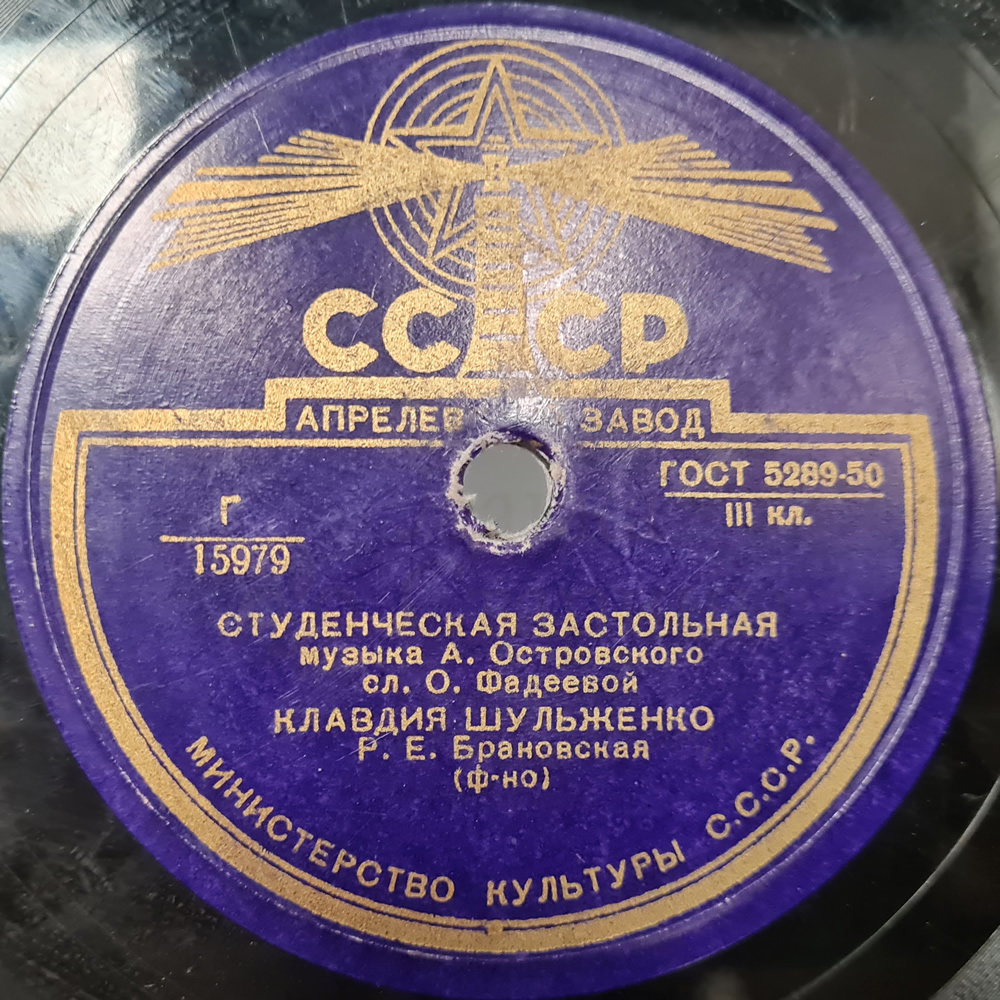 СССР
АПРЕЛЕВ ЗАВОД
ГОСТ 5289-50
III кл.
Г
15979
СТУДЕНЧЕСКАЯ ЗАСТОЛЬНАЯ
музыка А. Островского
сл. О. Фадеевой
КЛАВДИЯ ШУЛЬЖЕНКО
Р. Е. Брановская
(ф-но)
МИНИСТЕРСТВО КУЛЬТУРЫ С.С.С.Р.